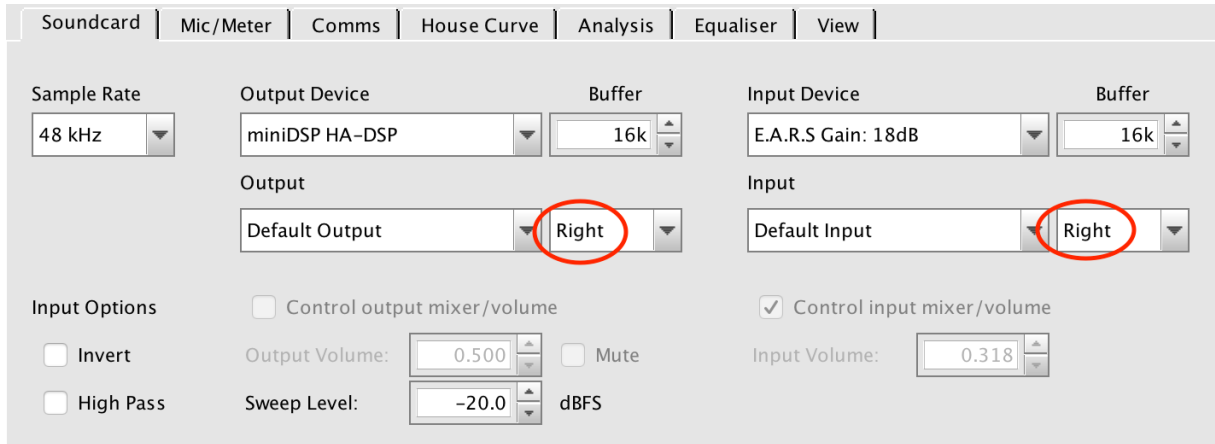 Soundcard Mic/Meter Comms House Curve Analysis Equaliser View
Sample Rate Output Device Buffer Input Device Buffer
48 kHz miniDSP HA-DSP 16k E.A.R.S Gain: 18dB 16k
Output Input
Default Output Right Default Input Right
Input Options Control output mixer/volume Control input mixer/volume
Invert Output Volume: 0.500 Mute Input Volume: 0.318
High Pass Sweep Level: -20.0 dBFS